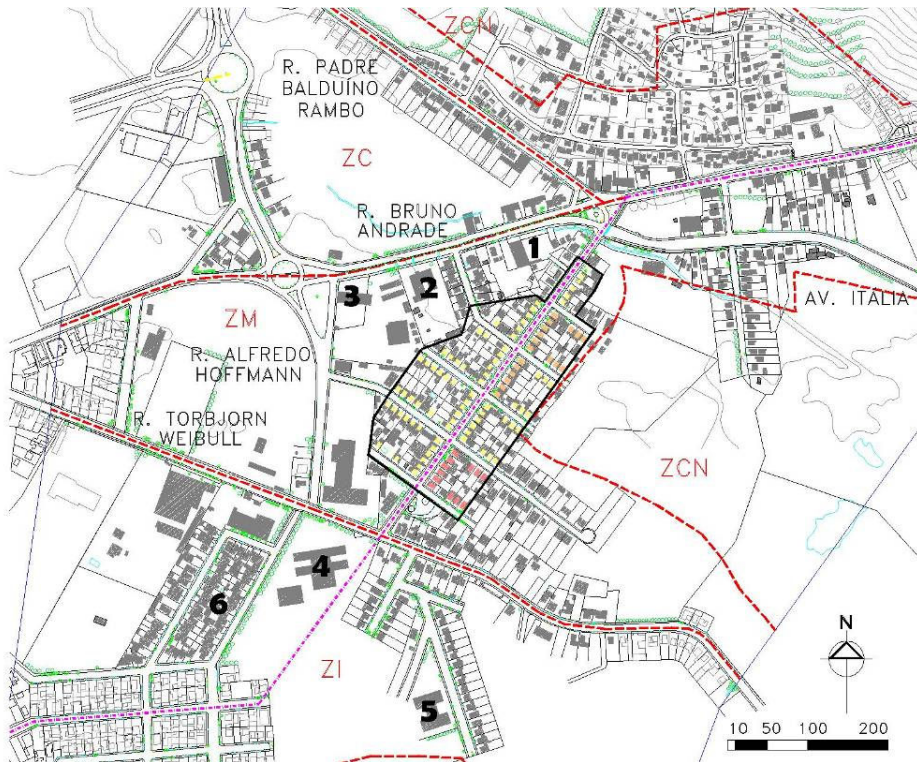 ZCN
R. PADRE
BALDUÍNO
RAMBO
ZC
R. BRUNO
ANDRADE
1
2
3
AV. ITÁLIA
ZM
R. ALFREDO
HOFFMANN
R. TORBJORN
WEIBULL
ZCN
4
6
ZI
5
N
10 50 100 200